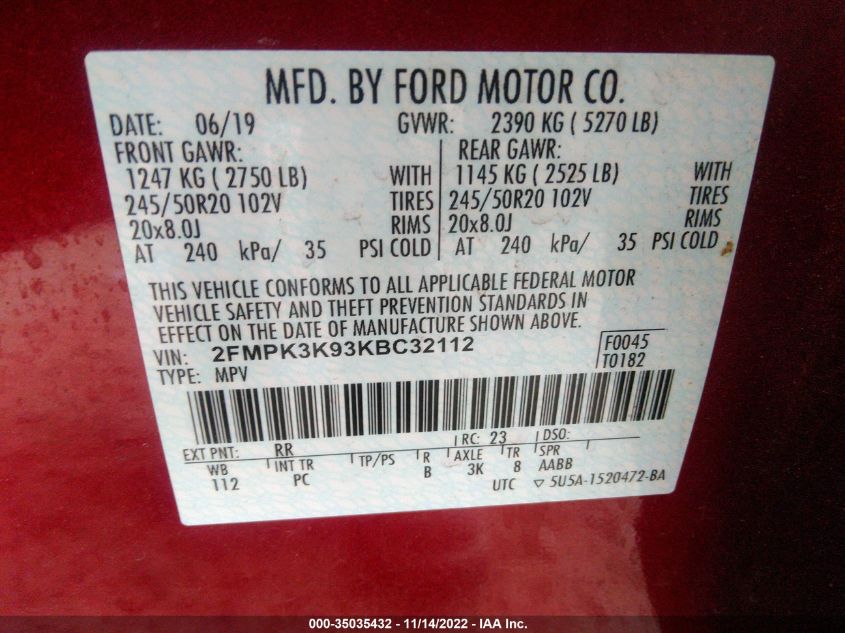 MFD. BY FORD MOTOR CO.
DATE: 06/19 GVWR: 2390 KG ( 5270 LB)
FRONT GAWR: REAR GAWR:
1247 KG ( 2750 LB) WITH 1145 KG ( 2525 LB) WITH
245/50R20 102V TIRES 245/50R20 102V TIRES
20x8.0J RIMS 20x8.0J RIMS
AT 240 kPa/ 35 PSI COLD AT 240 kPa/ 35 PSI COLD
THIS VEHICLE CONFORMS TO ALL APPLICABLE FEDERAL MOTOR
VEHICLE SAFETY AND THEFT PREVENTION STANDARDS IN
EFFECT ON THE DATE OF MANUFACTURE SHOWN ABOVE.
VIN: 2FMPK3K93KBC32112 F0045
TYPE: MPV T0182
EXT PNT: RR RC: 23 DSO:
WB INT TR TP/PS R AXLE TR SPR
112 PC B 3K 8 AABB
UTC ▽ 5U5A-1520472-BA
000-35035432 - 11/14/2022 - IAA Inc.